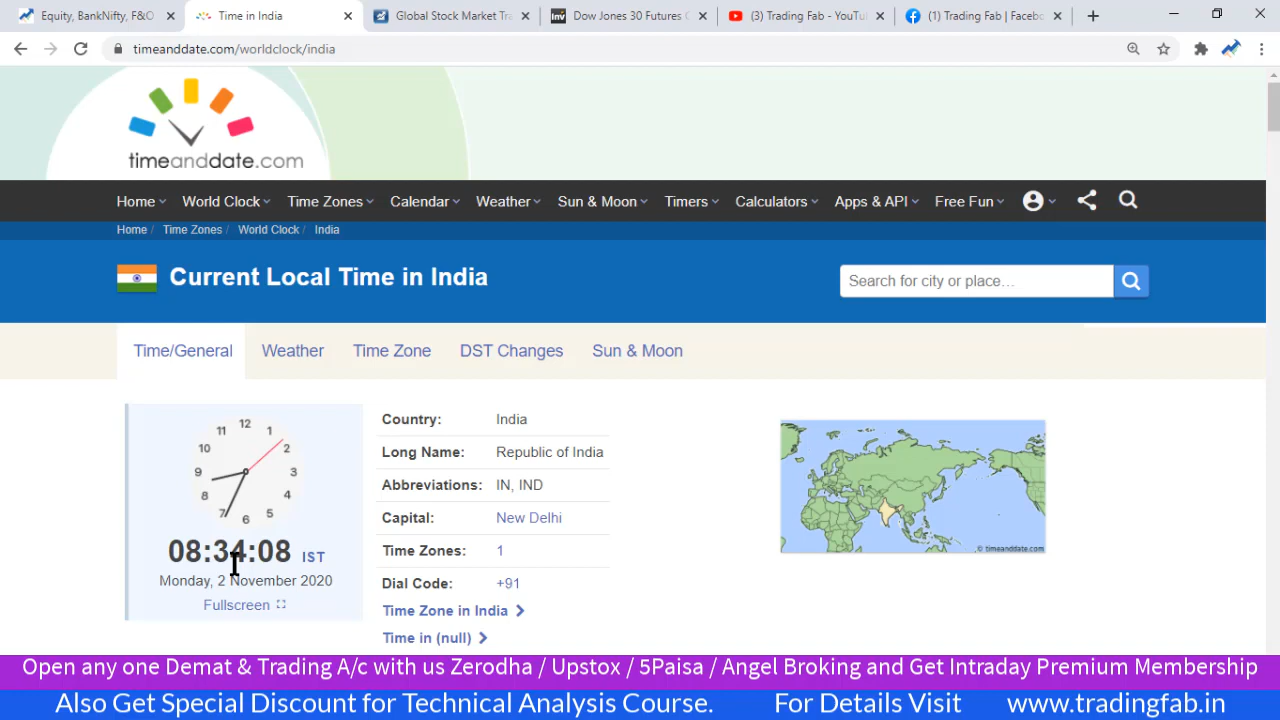 Equity, BankNifty, F&O
Time in India
Global Stock Market Tra
Dow Jones 30 Futures C
(3) Trading Fab - YouTu
(1) Trading Fab | Facebo
timeanddate.com/worldclock/india
timeanddate.com
Home World Clock Time Zones Calendar Weather Sun & Moon Timers Calculators Apps & API Free Fun
Home / Time Zones / World Clock / India
Current Local Time in India
Search for city or place…
Time/General Weather Time Zone DST Changes Sun & Moon
12 1 2 3 4 5 6 7 8 9 10 11
08:34:08 IST
Monday, 2 November 2020
Fullscreen
Country: India
Long Name: Republic of India
Abbreviations: IN, IND
Capital: New Delhi
Time Zones: 1
Dial Code: +91
Time Zone in India
Time in (null)
© timeanddate.com
Open any one Demat & Trading A/c with us Zerodha / Upstox / 5Paisa / Angel Broking and Get Intraday Premium Membership
Also Get Special Discount for Technical Analysis Course. For Details Visit www.tradingfab.in